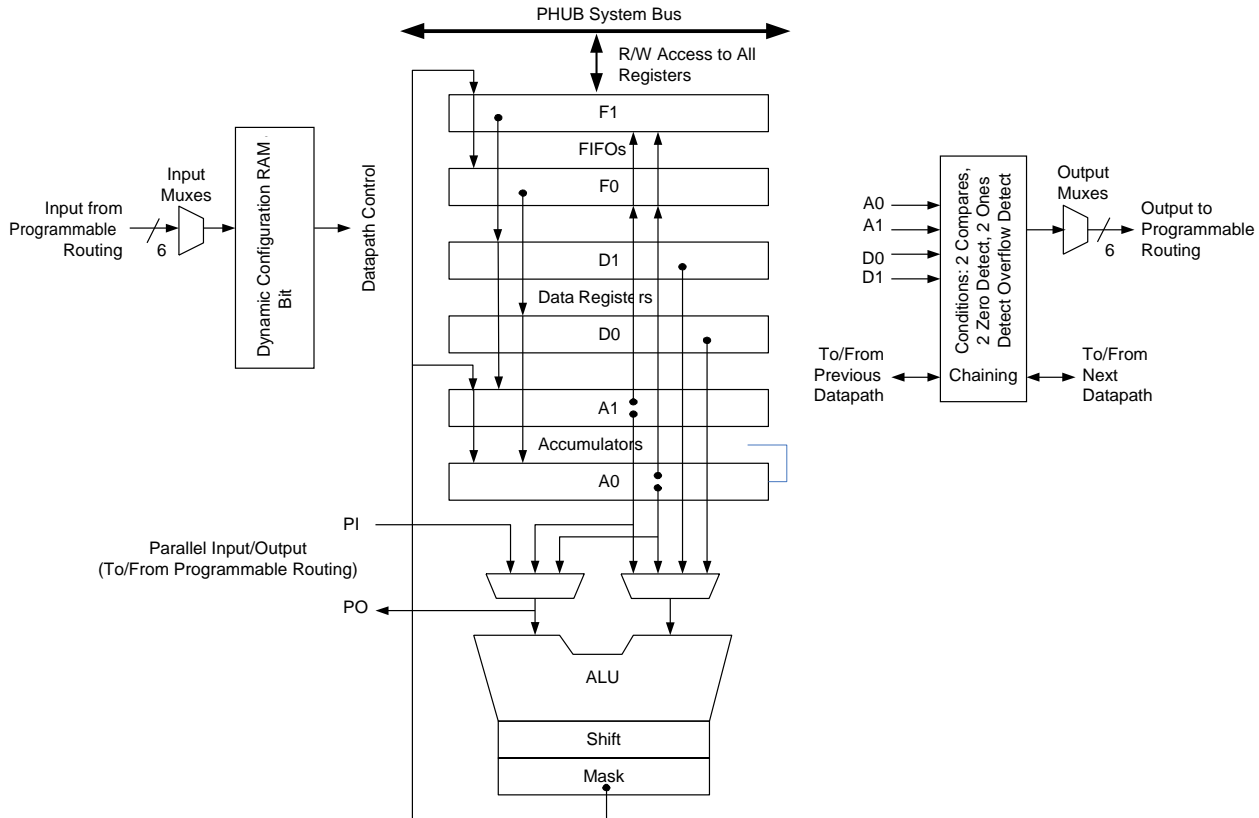 PHUB System Bus
R/W Access to All
Registers
F1
FIFOs
F0
D1
Data Registers
D0
A1
Accumulators
A0
Input from
Programmable
Routing
6
Input
Muxes
Dynamic Configuration RAM
Bit
Datapath Control
A0
A1
D0
D1
Conditions: 2 Compares,
2 Zero Detect, 2 Ones
Detect Overflow Detect
Output
Muxes
6
Output to
Programmable
Routing
To/From
Previous
Datapath
Chaining
To/From
Next
Datapath
PI
Parallel Input/Output
(To/From Programmable Routing)
PO
ALU
Shift
Mask